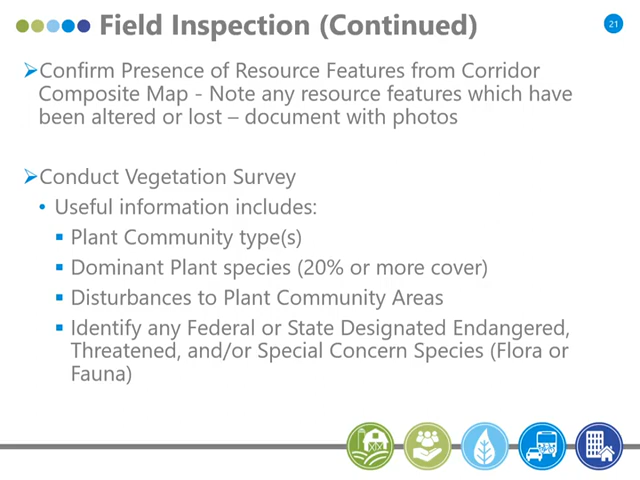 Field Inspection (Continued)
21
➢Confirm Presence of Resource Features from Corridor
Composite Map - Note any resource features which have
been altered or lost – document with photos
➢Conduct Vegetation Survey
• Useful information includes:
▪ Plant Community type(s)
▪ Dominant Plant species (20% or more cover)
▪ Disturbances to Plant Community Areas
▪ Identify any Federal or State Designated Endangered,
Threatened, and/or Special Concern Species (Flora or
Fauna)